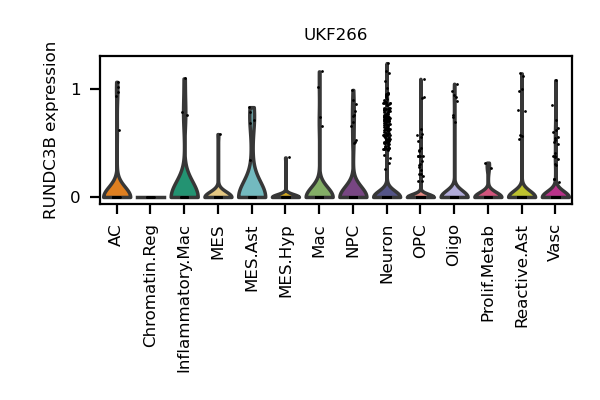 UKF266
RUNDC3B expression
1
0
AC
Chromatin.Reg
Inflammatory.Mac
MES
MES.Ast
MES.Hyp
Mac
NPC
Neuron
OPC
Oligo
Prolif.Metab
Reactive.Ast
Vasc